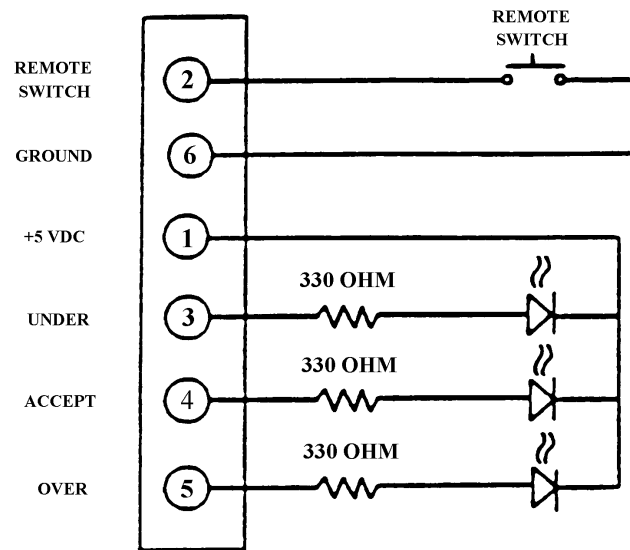 REMOTE
SWITCH
REMOTE
SWITCH
2
GROUND
6
+5 VDC
1
330 OHM
UNDER
3
330 OHM
ACCEPT
4
330 OHM
OVER
5